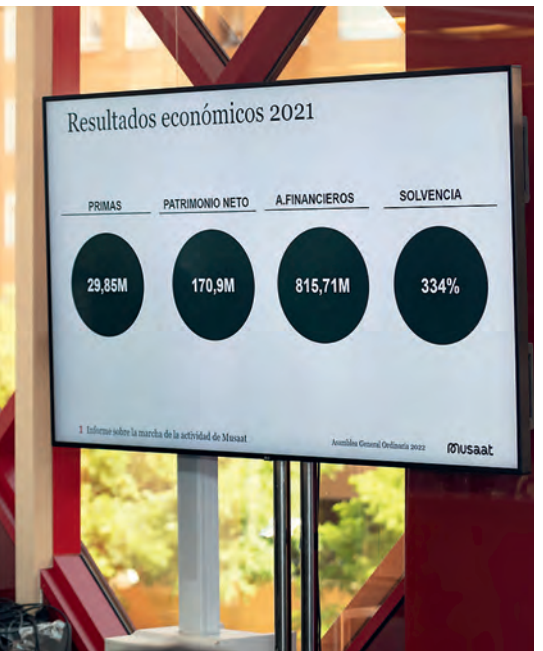 Resultados económicos 2021
PRIMAS
PATRIMONIO NETO
A.FINANCIEROS
SOLVENCIA
29,85M
170,9M
815,71M
334%
1 Informe sobre la marcha de la actividad de Musaat
Asamblea General Ordinaria 2022
musaat